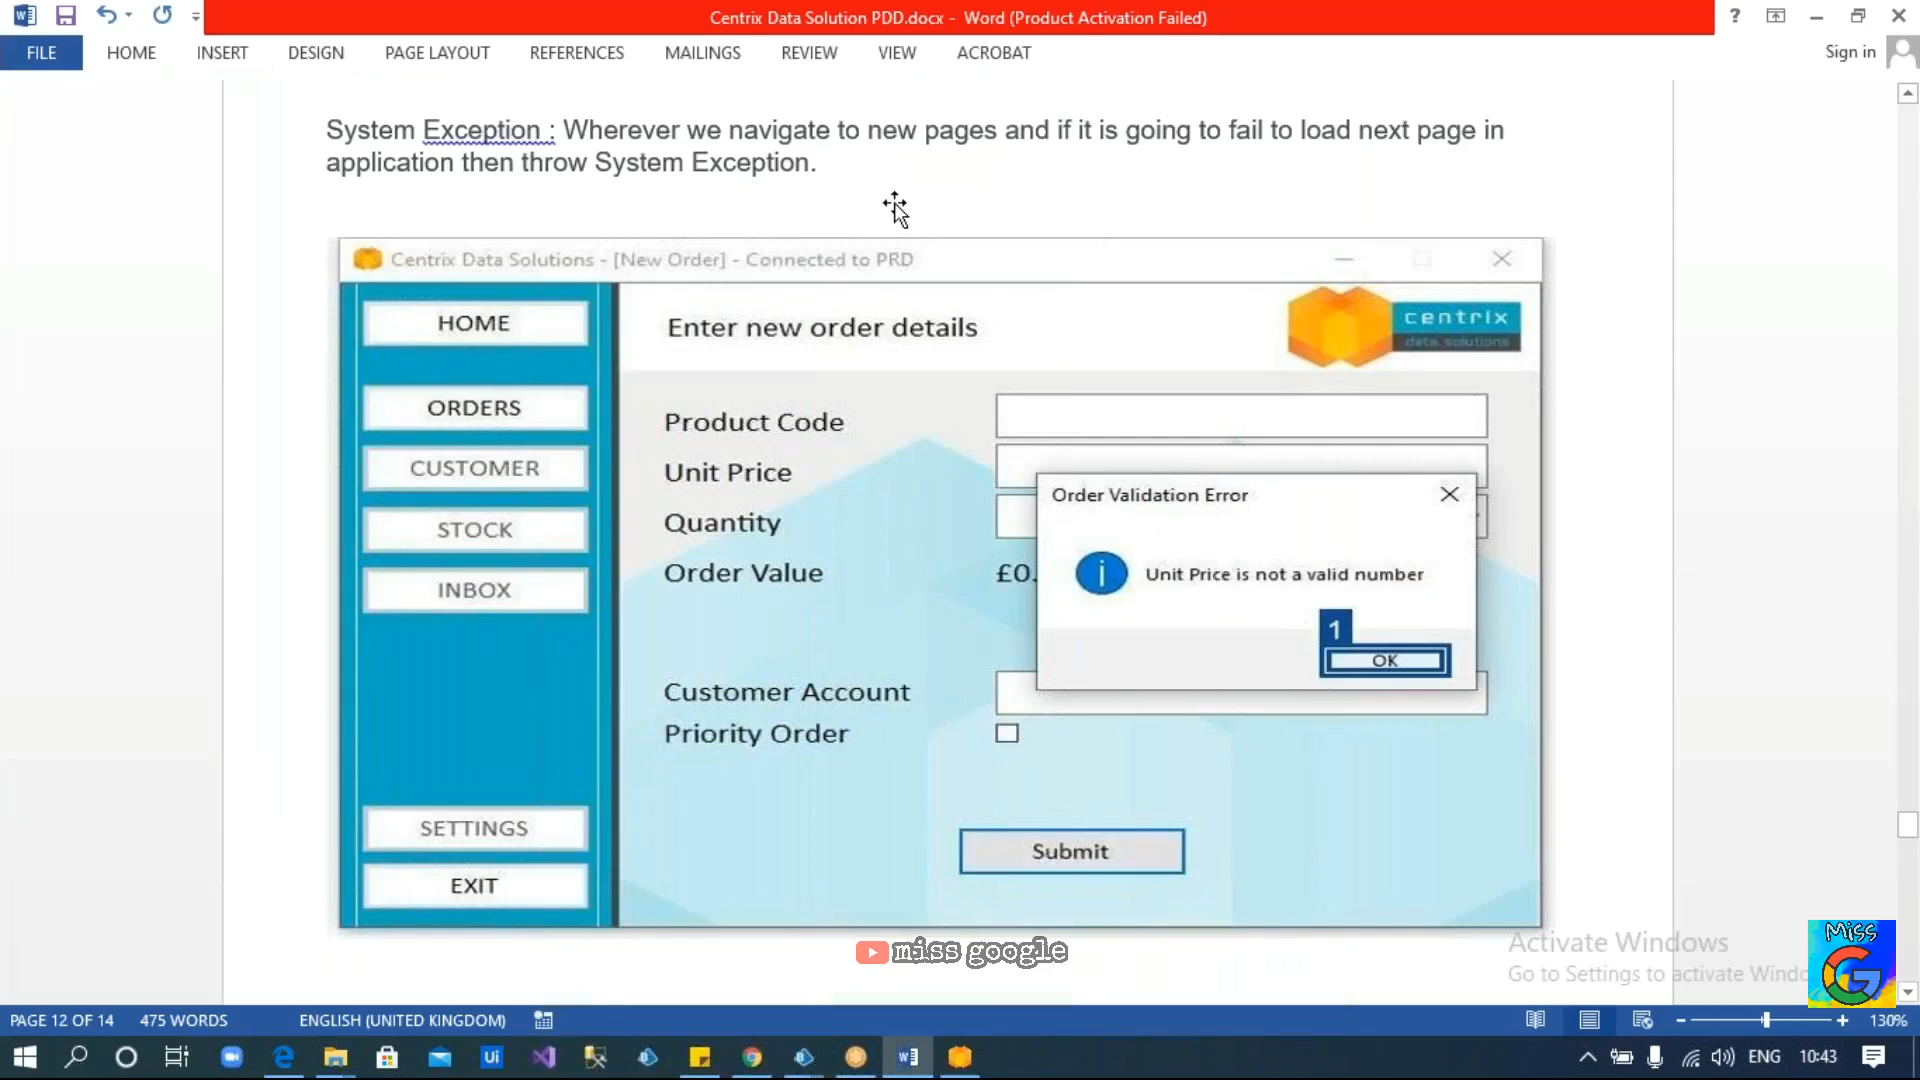 Centrix Data Solution PDD.docx - Word (Product Activation Failed)
?
FILE HOME INSERT DESIGN PAGE LAYOUT REFERENCES MAILINGS REVIEW VIEW ACROBAT
Sign in
System Exception : Wherever we navigate to new pages and if it is going to fail to load next page in
application then throw System Exception.
Centrix Data Solutions - [New Order] - Connected to PRD
HOME
ORDERS
CUSTOMER
STOCK
INBOX
SETTINGS
EXIT
Enter new order details
centrix
data solutions
Product Code
Unit Price
Quantity
Order Value
£0.
Order Validation Error
Unit Price is not a valid number
1
OK
Customer Account
Priority Order
Submit
miss google
Activate Windows
Go to Settings to activate Windo
Miss
G
PAGE 12 OF 14 475 WORDS ENGLISH (UNITED KINGDOM)
130%
Ui
ENG 10:43